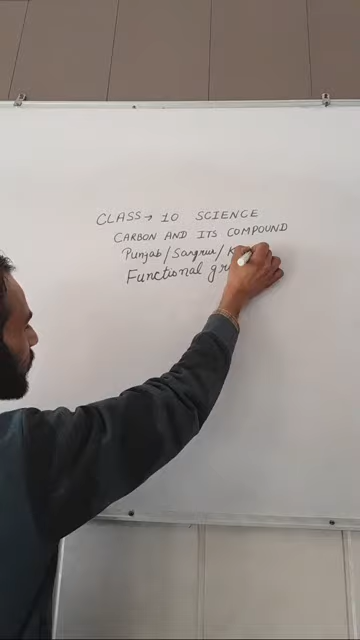 CLASS → 10 SCIENCE
CARBON AND ITS COMPOUND
Punjab/Sangrur/K
Functional gr